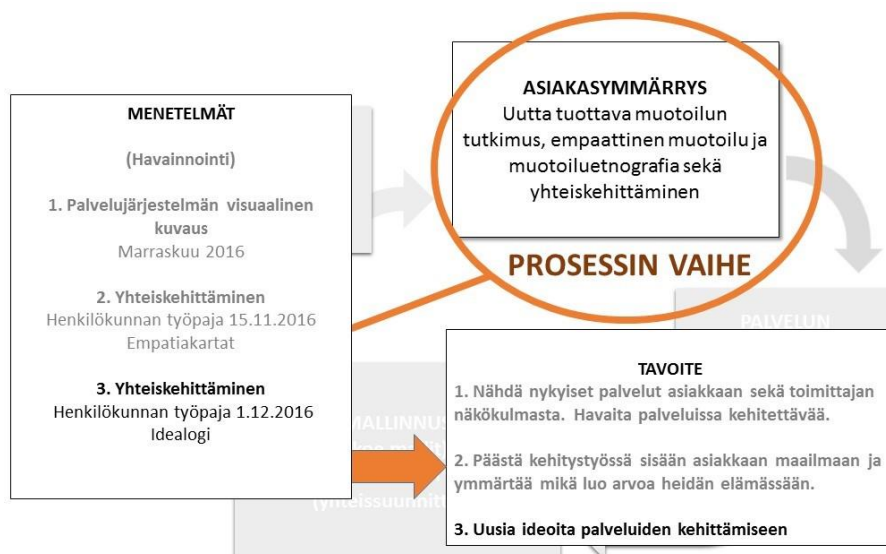 MENETELMÄT
(Havainnointi)
1. Palvelujärjestelmän visuaalinen
kuvaus
Marraskuu 2016
2. Yhteiskehittäminen
Henkilökunnan työpaja 15.11.2016
Empatiakartat
3. Yhteiskehittäminen
Henkilökunnan työpaja 1.12.2016
Idealogi
ASIAKASYMMÄRRYS
Uutta tuottava muotoilun
tutkimus, empaattinen muotoilu ja
muotoiluetnografia sekä
yhteiskehittäminen
PROSESSIN VAIHE
PALVELUN
TAVOITE
1. Nähdä nykyiset palvelut asiakkaan sekä toimittajan
näkökulmasta. Havaita palveluissa kehitettävää.
2. Päästä kehitystyössä sisään asiakkaan maailmaan ja
ymmärtää mikä luo arvoa heidän elämässään.
3. Uusia ideoita palveluiden kehittämiseen
MALLINNUS